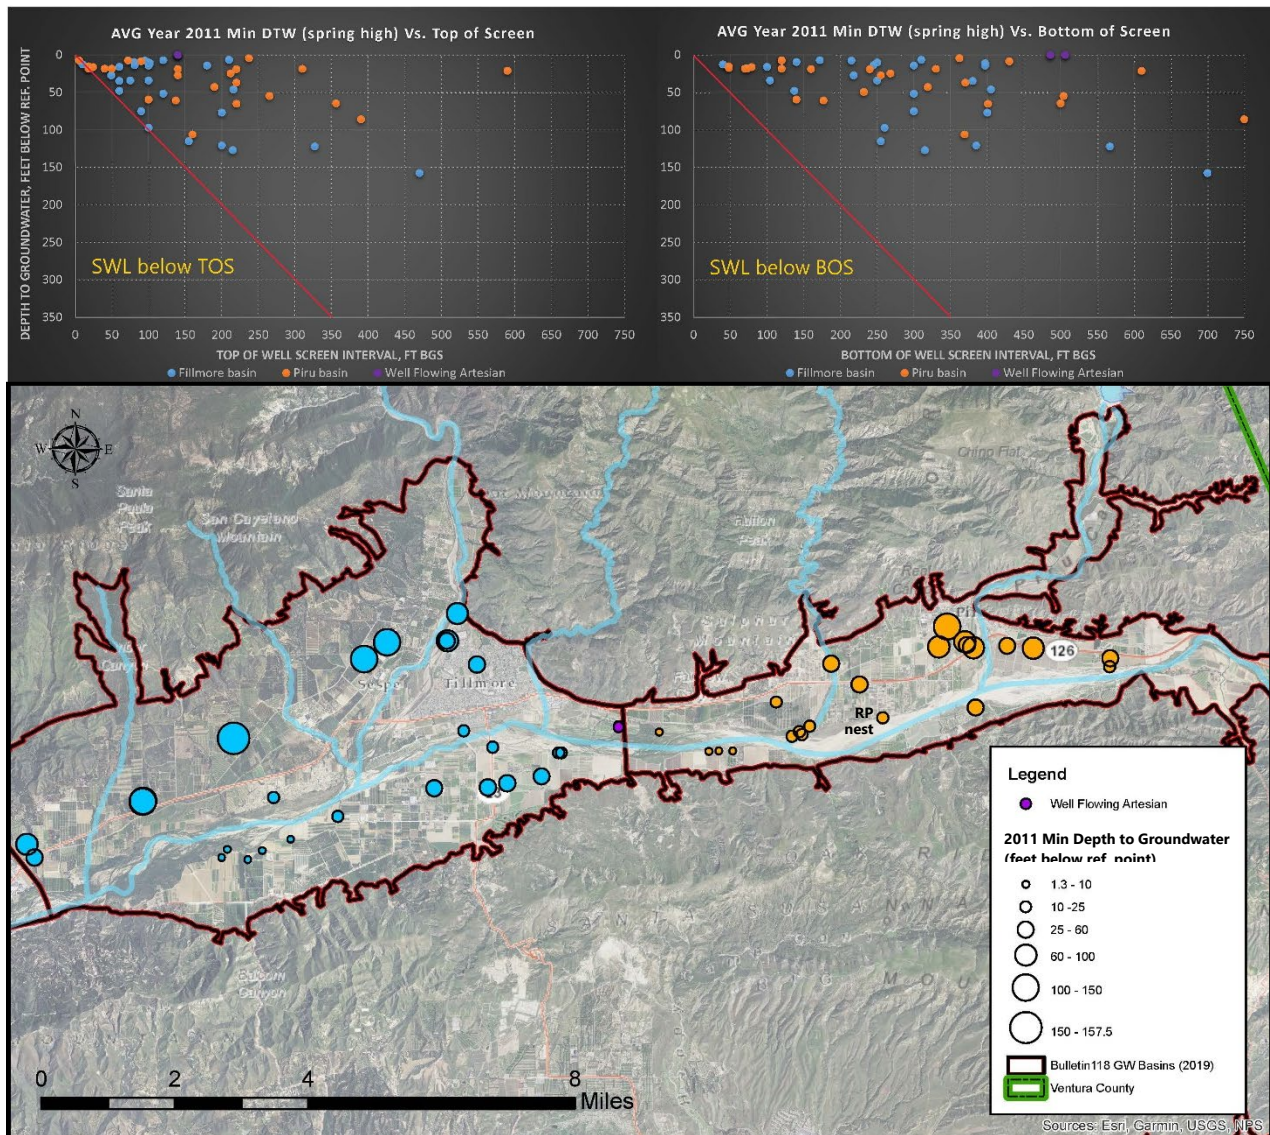 AVG Year 2011 Min DTW (spring high) Vs. Top of Screen
DEPTH TO GROUNDWATER, FEET BELOW REF. POINT
0
50
100
150
200
250
300
350
SWL below TOS
0 50 100 150 200 250 300 350 400 450 500 550 600 650 700 750
TOP OF WELL SCREEN INTERVAL, FT BGS
Fillmore basin Piru basin Well Flowing Artesian
AVG Year 2011 Min DTW (spring high) Vs. Bottom of Screen
0
50
100
150
200
250
300
350
SWL below BOS
0 50 100 150 200 250 300 350 400 450 500 550 600 650 700 750
BOTTOM OF WELL SCREEN INTERVAL, FT BGS
Fillmore basin Piru basin Well Flowing Artesian
N
W E
S
Chino Flat
Santa
Paula
Peak
San Cayetano
Mountain
Peak
Mountain
126
Fillmore
RP
nest
SANTA
Balcom
Canyon
0 2 4 8
Miles
Legend
Well Flowing Artesian
2011 Min Depth to Groundwater
(feet below ref. point)
1.3 - 10
10 -25
25 - 60
60 - 100
100 - 150
150 - 157.5
Bulletin118 GW Basins (2019)
Ventura County
Sources: Esri, Garmin, USGS, NPS